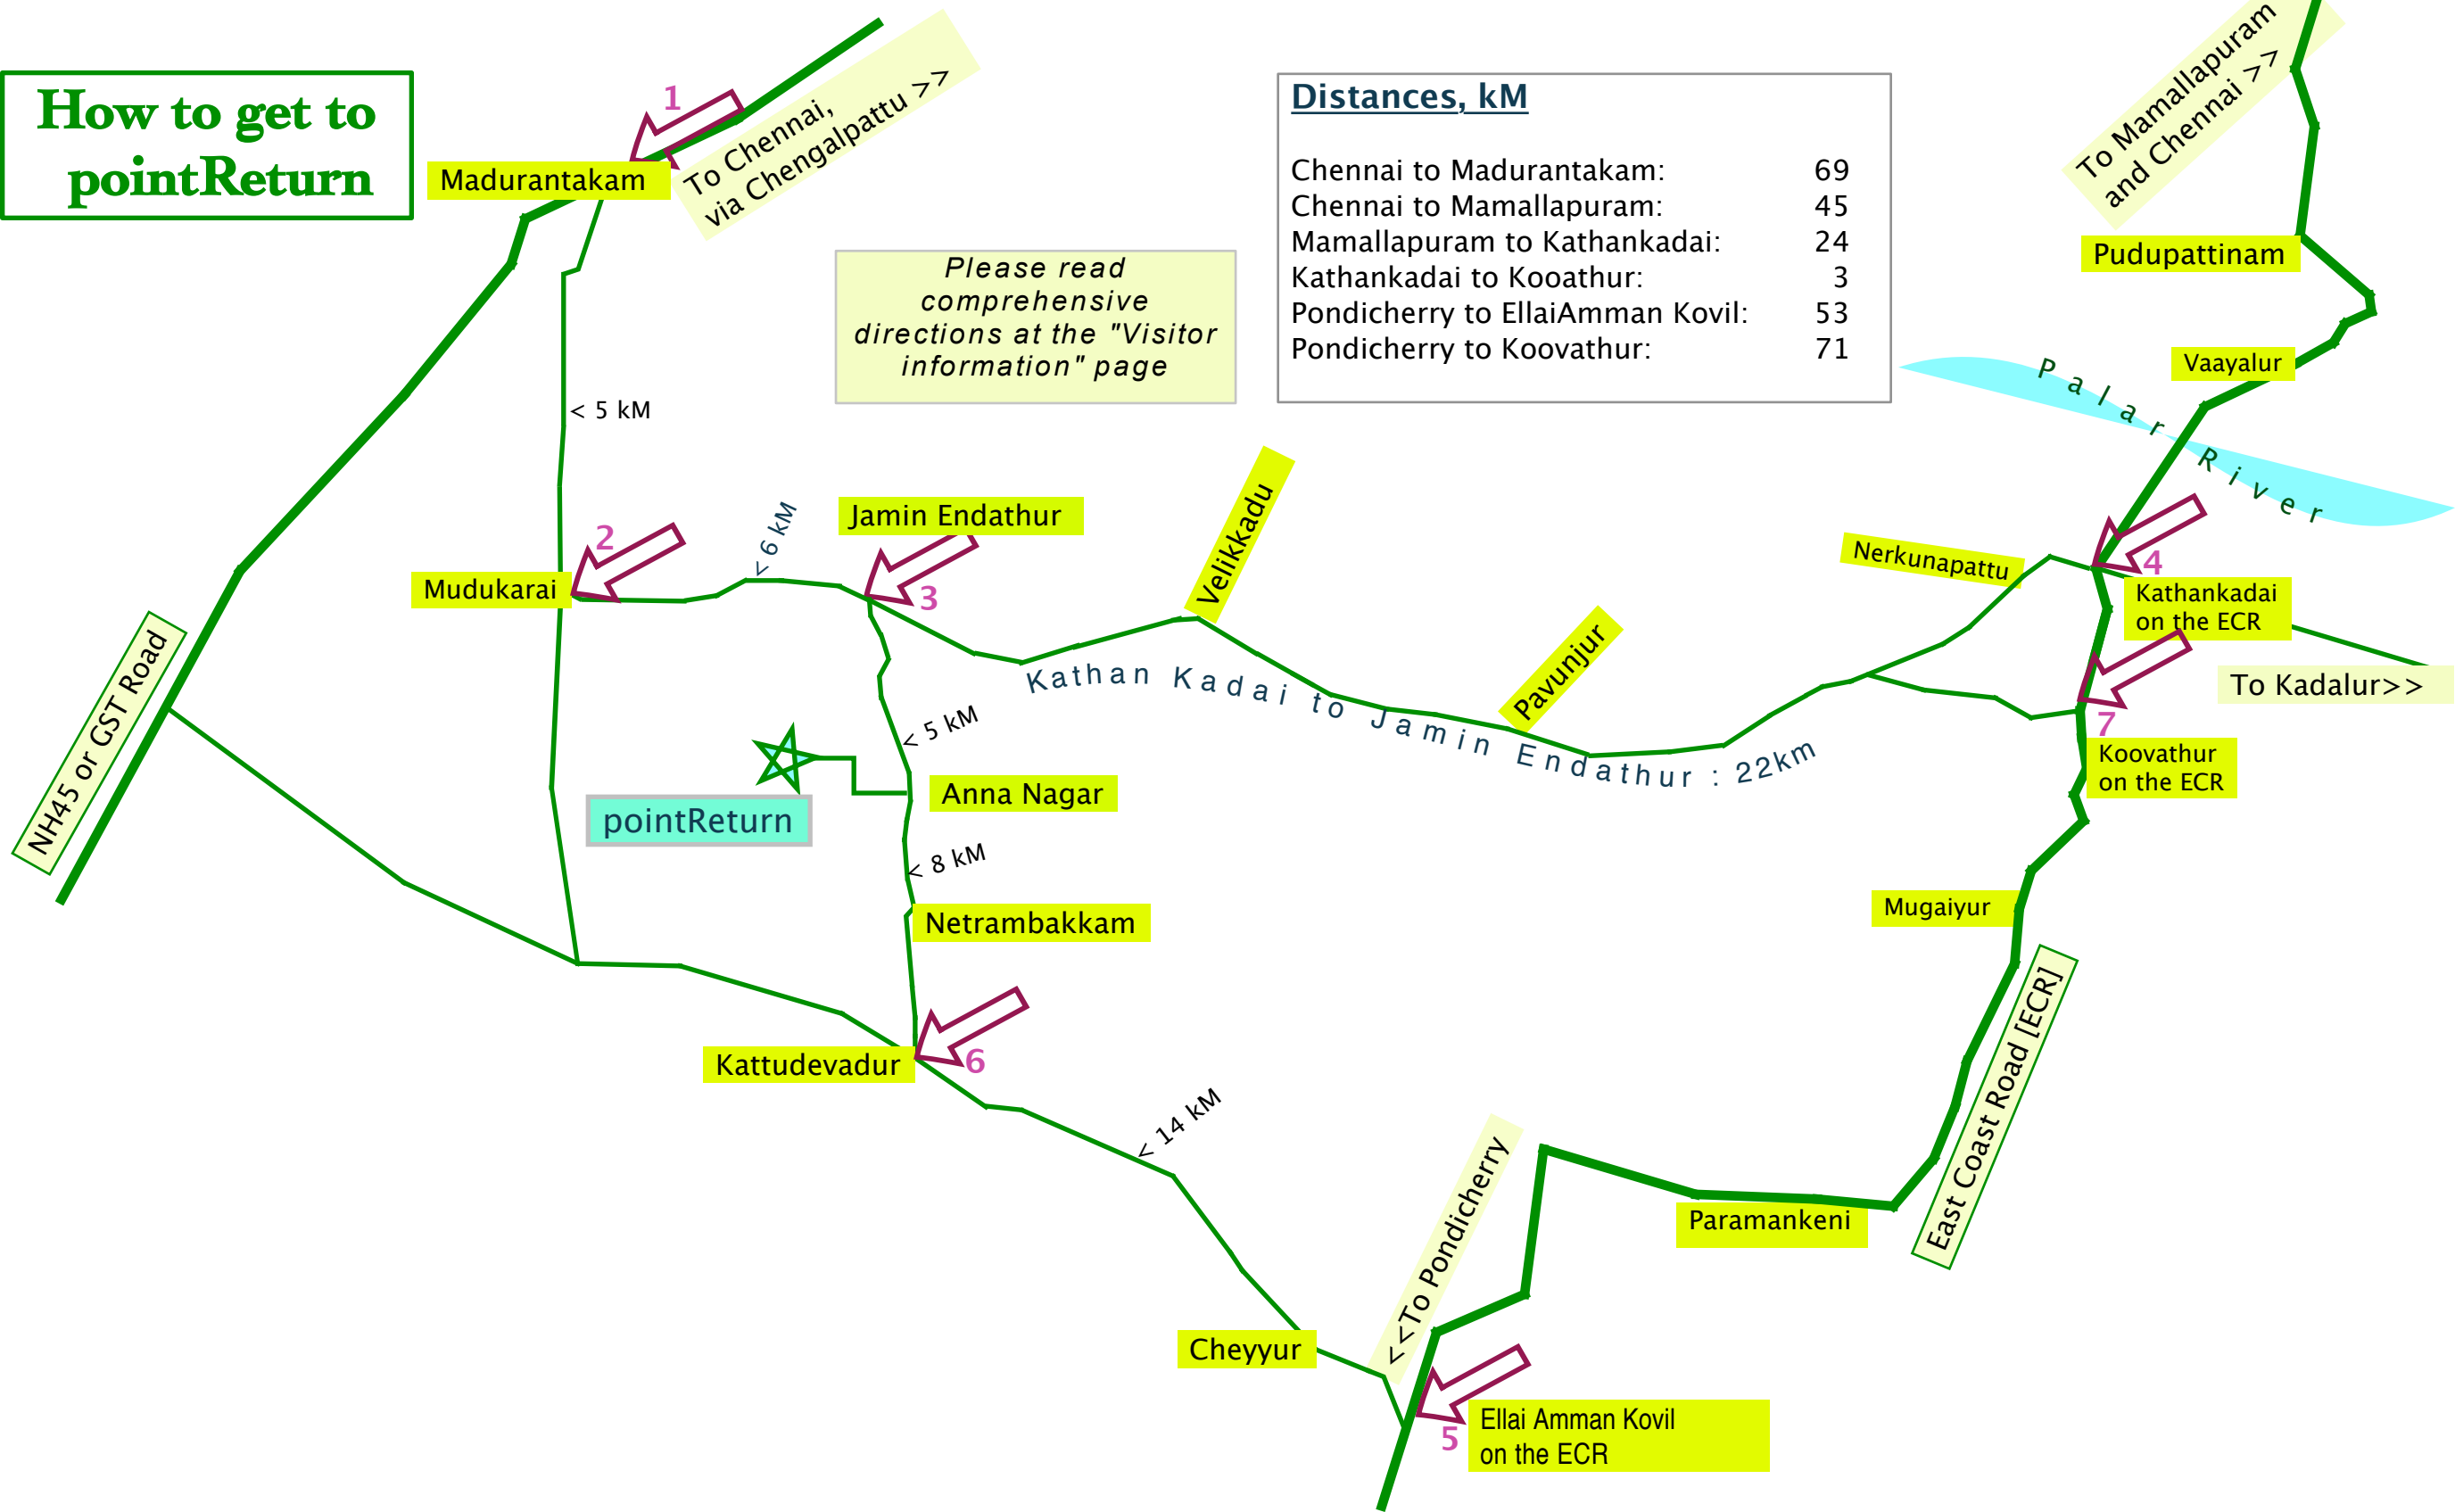 How to get to
pointReturn
1
Madurantakam
To Chennai,
via Chengalpattu >>
Please read
comprehensive
directions at the "Visitor
information" page
Distances, kM
Chennai to Madurantakam: 69
Chennai to Mamallapuram: 45
Mamallapuram to Kathankadai: 24
Kathankadai to Kooathur: 3
Pondicherry to EllaiAmman Kovil: 53
Pondicherry to Koovathur: 71
To Mamallapuram
and Chennai >>
Pudupattinam
Vaayalur
Palar River
< 5 kM
2
Mudukarai
< 6 kM
Jamin Endathur
3
Velikkadu
Pavunjur
Kathan Kadai to Jamin Endathur : 22km
Nerkunapattu
4
Kathankadai
on the ECR
To Kadalur>>
7
Koovathur
on the ECR
NH45 or GST Road
< 5 kM
pointReturn
Anna Nagar
< 8 kM
Netrambakkam
Mugaiyur
East Coast Road [ECR]
Kattudevadur
6
< 14 kM
<<To Pondicherry
Paramankeni
Cheyyur
5
Ellai Amman Kovil
on the ECR